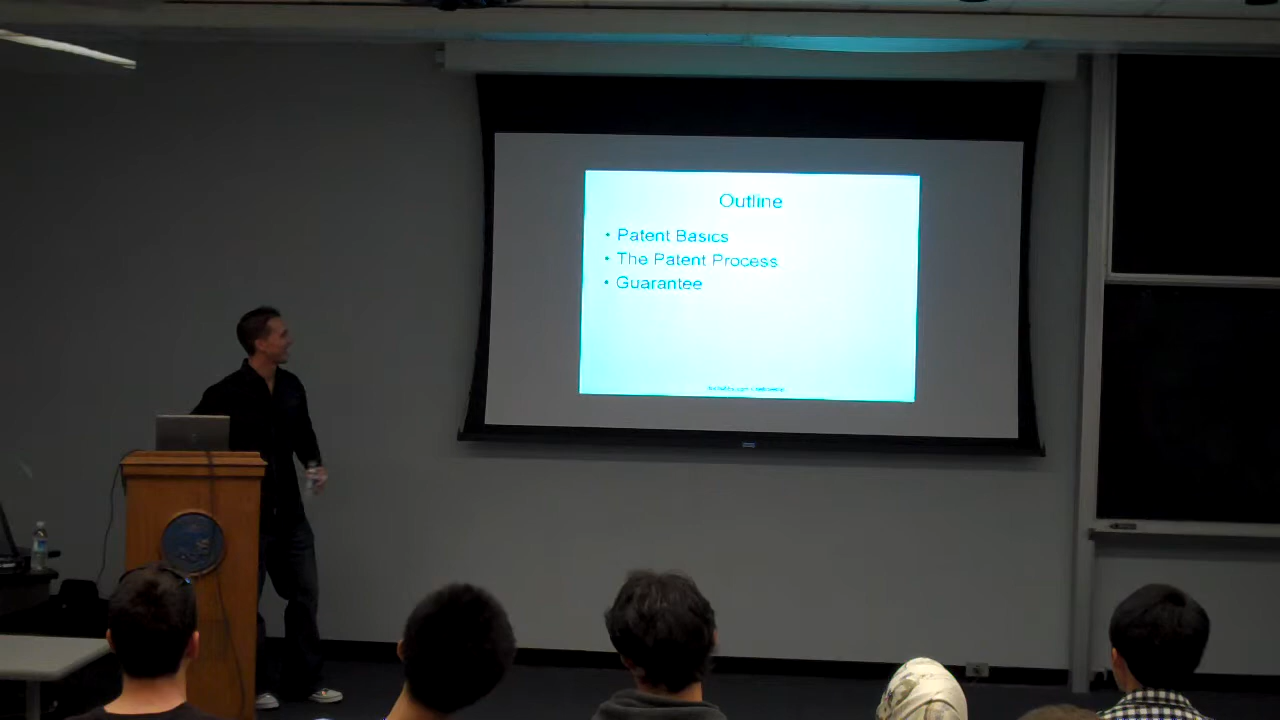 Outline
• Patent Basics
• The Patent Process
• Guarantee